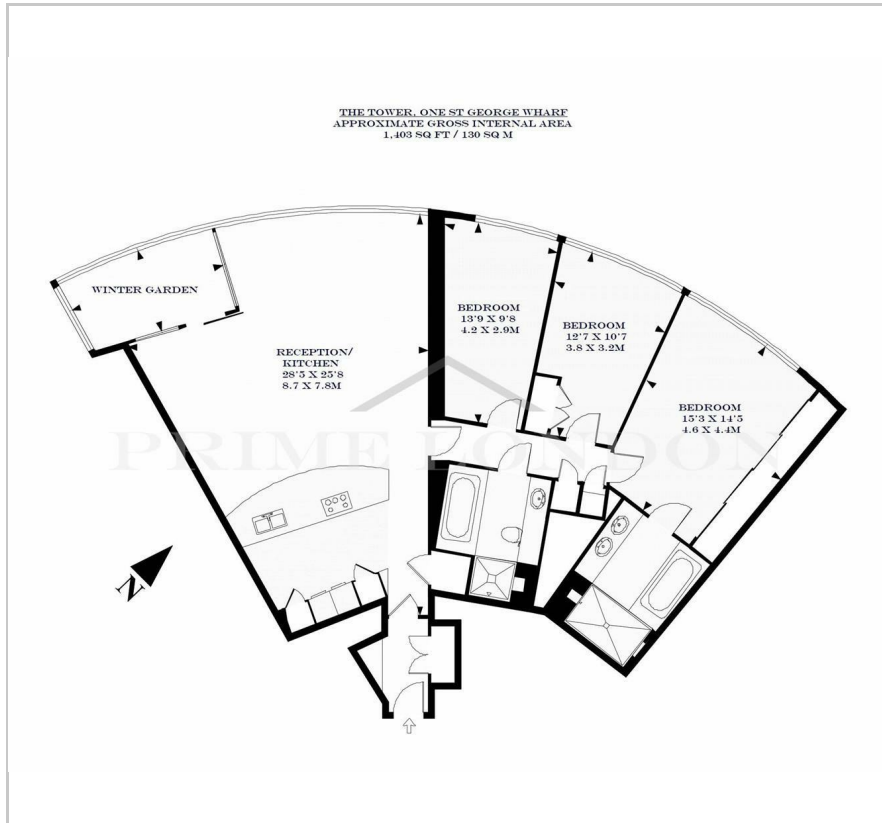 THE TOWER, ONE ST GEORGE WHARF
APPROXIMATE GROSS INTERNAL AREA
1,403 SQ FT / 130 SQ M
WINTER GARDEN
BEDROOM
13'9 X 9'8
4.2 X 2.9M
BEDROOM
12'7 X 10'7
3.8 X 3.2M
RECEPTION/
KITCHEN
28'5 X 25'8
8.7 X 7.8M
BEDROOM
15'3 X 14'5
4.6 X 4.4M
PRIME LONDON
N